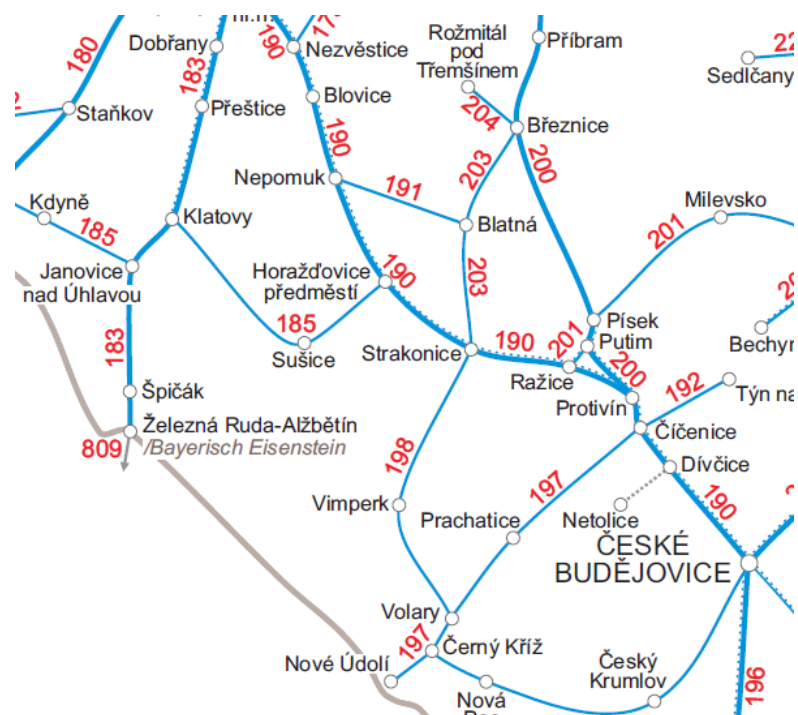 Dobřany
190
Nezvěstice
Rožmitál
pod
Třemšínem
Příbram
Sedlčany
180
183
Staňkov
Přeštice
Blovice
204
Březnice
190
203
200
Nepomuk
191
Milevsko
Kdyně
Klatovy
Blatná
201
185
Janovice
nad Úhlavou
Horažďovice
předměstí
190
203
185
Sušice
Strakonice
190
201
Písek
Putim
183
Ražice
200
192
Protivín
Špičák
Číčenice
Železná Ruda-Alžbětín
/Bayerisch Eisenstein
809
198
Dívčice
197
190
Vimperk
Prachatice
Netolice
ČESKÉ
BUDĚJOVICE
Volary
197
Černý Kříž
Nové Údolí
Český
Krumlov
Nová
196